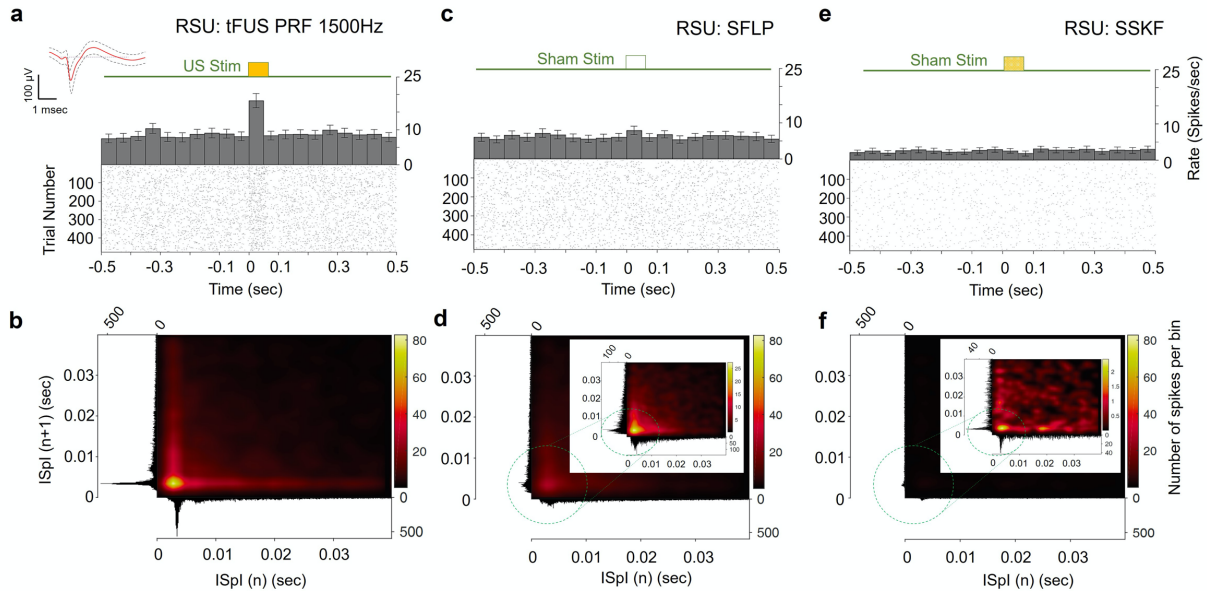 a
RSU: tFUS PRF 1500Hz
100 µV
1 msec
US Stim
25
10
0
Trial Number
100
200
300
400
-0.5 -0.3 -0.1 0 0.1 0.3 0.5
Time (sec)
c
RSU: SFLP
Sham Stim
25
10
0
100
200
300
400
-0.5 -0.3 -0.1 0 0.1 0.3 0.5
Time (sec)
e
RSU: SSKF
Sham Stim
25
10
0
Rate (Spikes/sec)
100
200
300
400
-0.5 -0.3 -0.1 0 0.1 0.3 0.5
Time (sec)
b
500 0
ISpI (n+1) (sec)
0.03
0.02
0.01
0
80
60
40
20
0
500
0 0.01 0.02 0.03
ISpI (n) (sec)
d
500 0
0.03
0.02
0.01
0
100 0
0.03
0.02
0.01
0
25
20
15
10
5
0
50
100
0 0.01 0.02 0.03
80
60
40
20
0
500
0 0.01 0.02 0.03
ISpI (n) (sec)
f
500 0
0.03
0.02
0.01
0
40 0
0.03
0.02
0.01
0
2
1.5
1
0.5
0
20
40
0 0.01 0.02 0.03
80
60
40
20
0
500
Number of spikes per bin
0 0.01 0.02 0.03
ISpI (n) (sec)